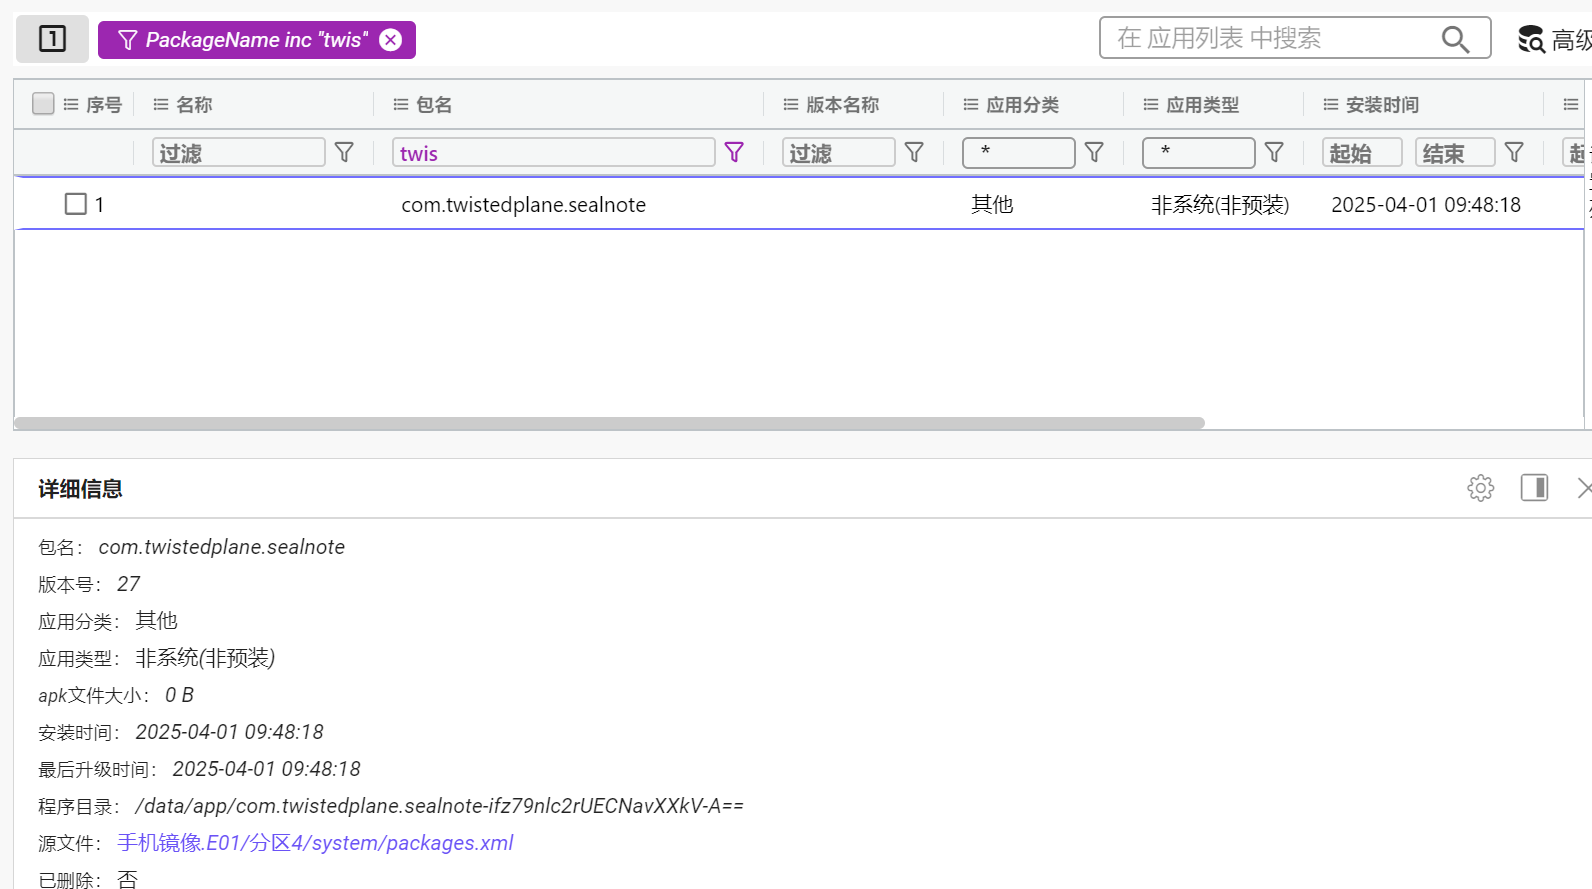 1 PackageName inc "twis" 在 应用列表 中搜索 高级
序号 名称 包名 版本名称 应用分类 应用类型 安装时间
过滤 twis 过滤 * * 起始 结束 起
1 com.twistedplane.sealnote 其他 非系统(非预装) 2025-04-01 09:48:18
详细信息
包名： com.twistedplane.sealnote
版本号： 27
应用分类： 其他
应用类型： 非系统(非预装)
apk文件大小： 0 B
安装时间： 2025-04-01 09:48:18
最后升级时间： 2025-04-01 09:48:18
程序目录： /data/app/com.twistedplane.sealnote-ifz79nlc2rUECNavXXkV-A==
源文件： 手机镜像.E01/分区4/system/packages.xml
已删除： 否